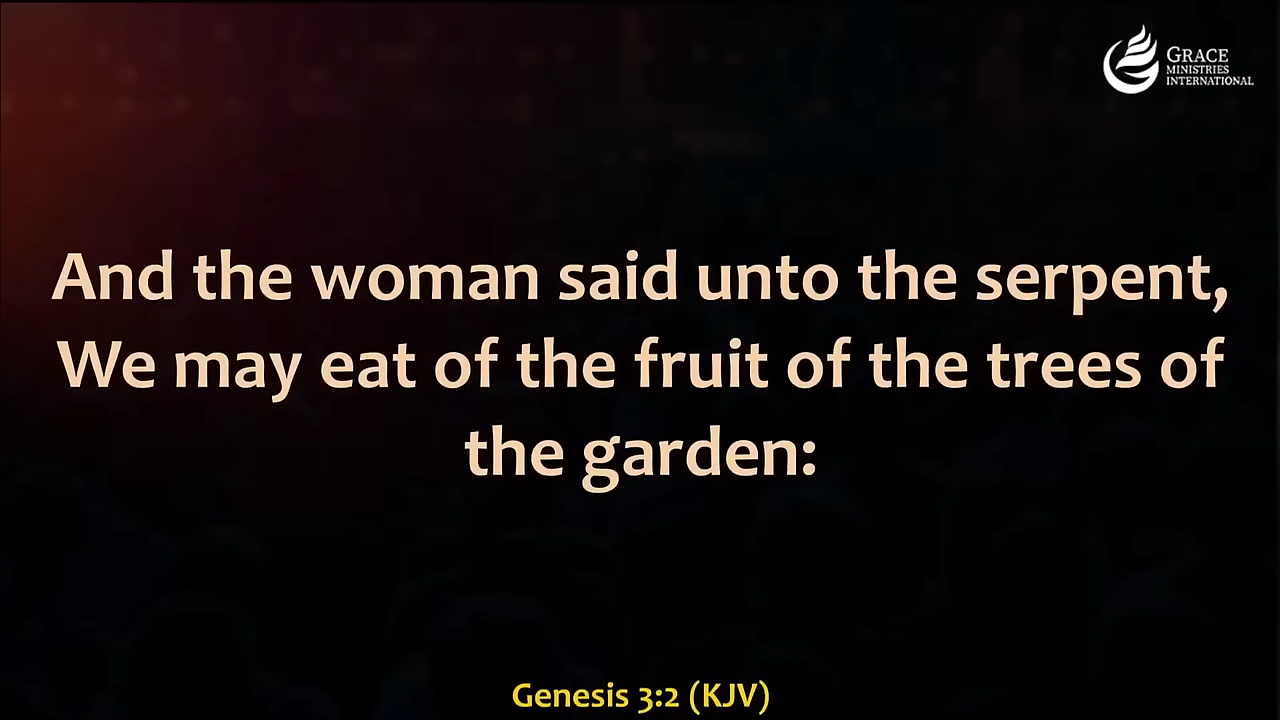 GRACE
MINISTRIES
INTERNATIONAL
And the woman said unto the serpent,
We may eat of the fruit of the trees of
the garden:
Genesis 3:2 (KJV)